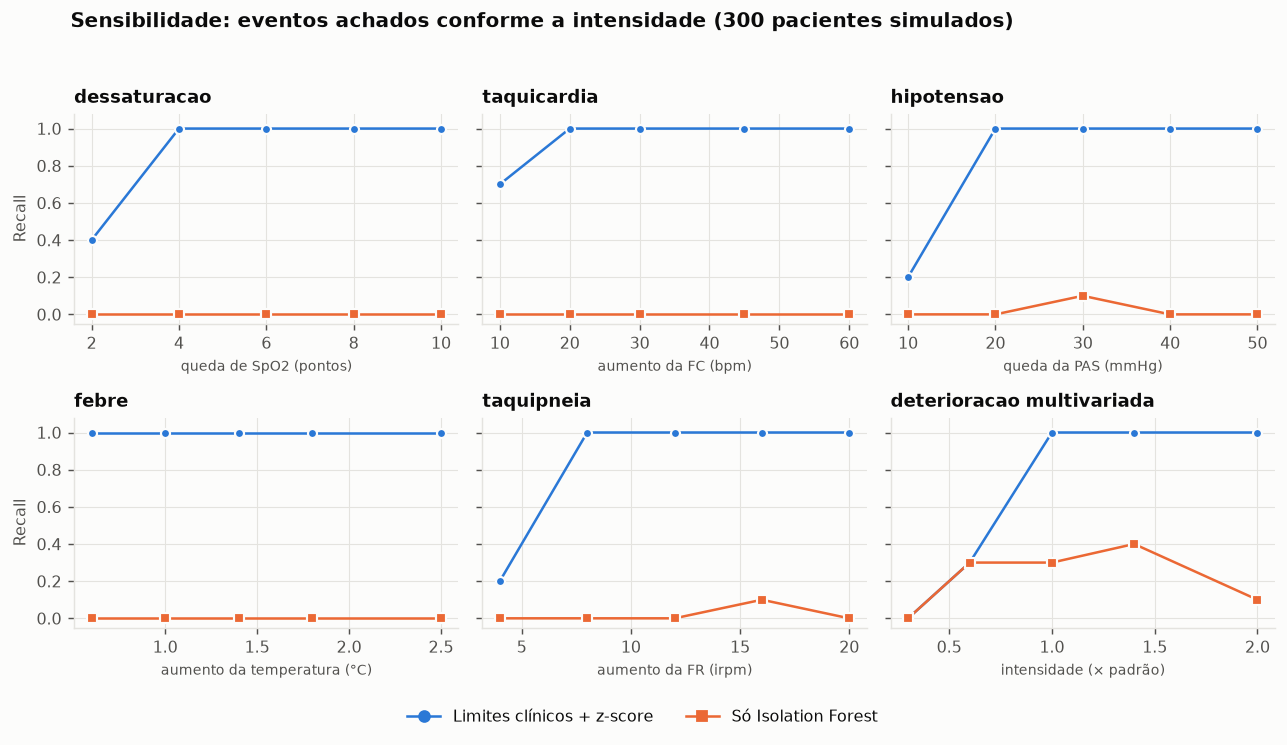 Sensibilidade: eventos achados conforme a intensidade (300 pacientes simulados)
dessaturacao
1.0
0.8
0.6
0.4
0.2
0.0
Recall
2 4 6 8 10
queda de SpO2 (pontos)
taquicardia
10 20 30 40 50 60
aumento da FC (bpm)
hipotensao
10 20 30 40 50
queda da PAS (mmHg)
febre
1.0
0.8
0.6
0.4
0.2
0.0
Recall
1.0 1.5 2.0 2.5
aumento da temperatura (°C)
taquipneia
5 10 15 20
aumento da FR (irpm)
deterioracao multivariada
0.5 1.0 1.5 2.0
intensidade (× padrão)
Limites clínicos + z-score
Só Isolation Forest